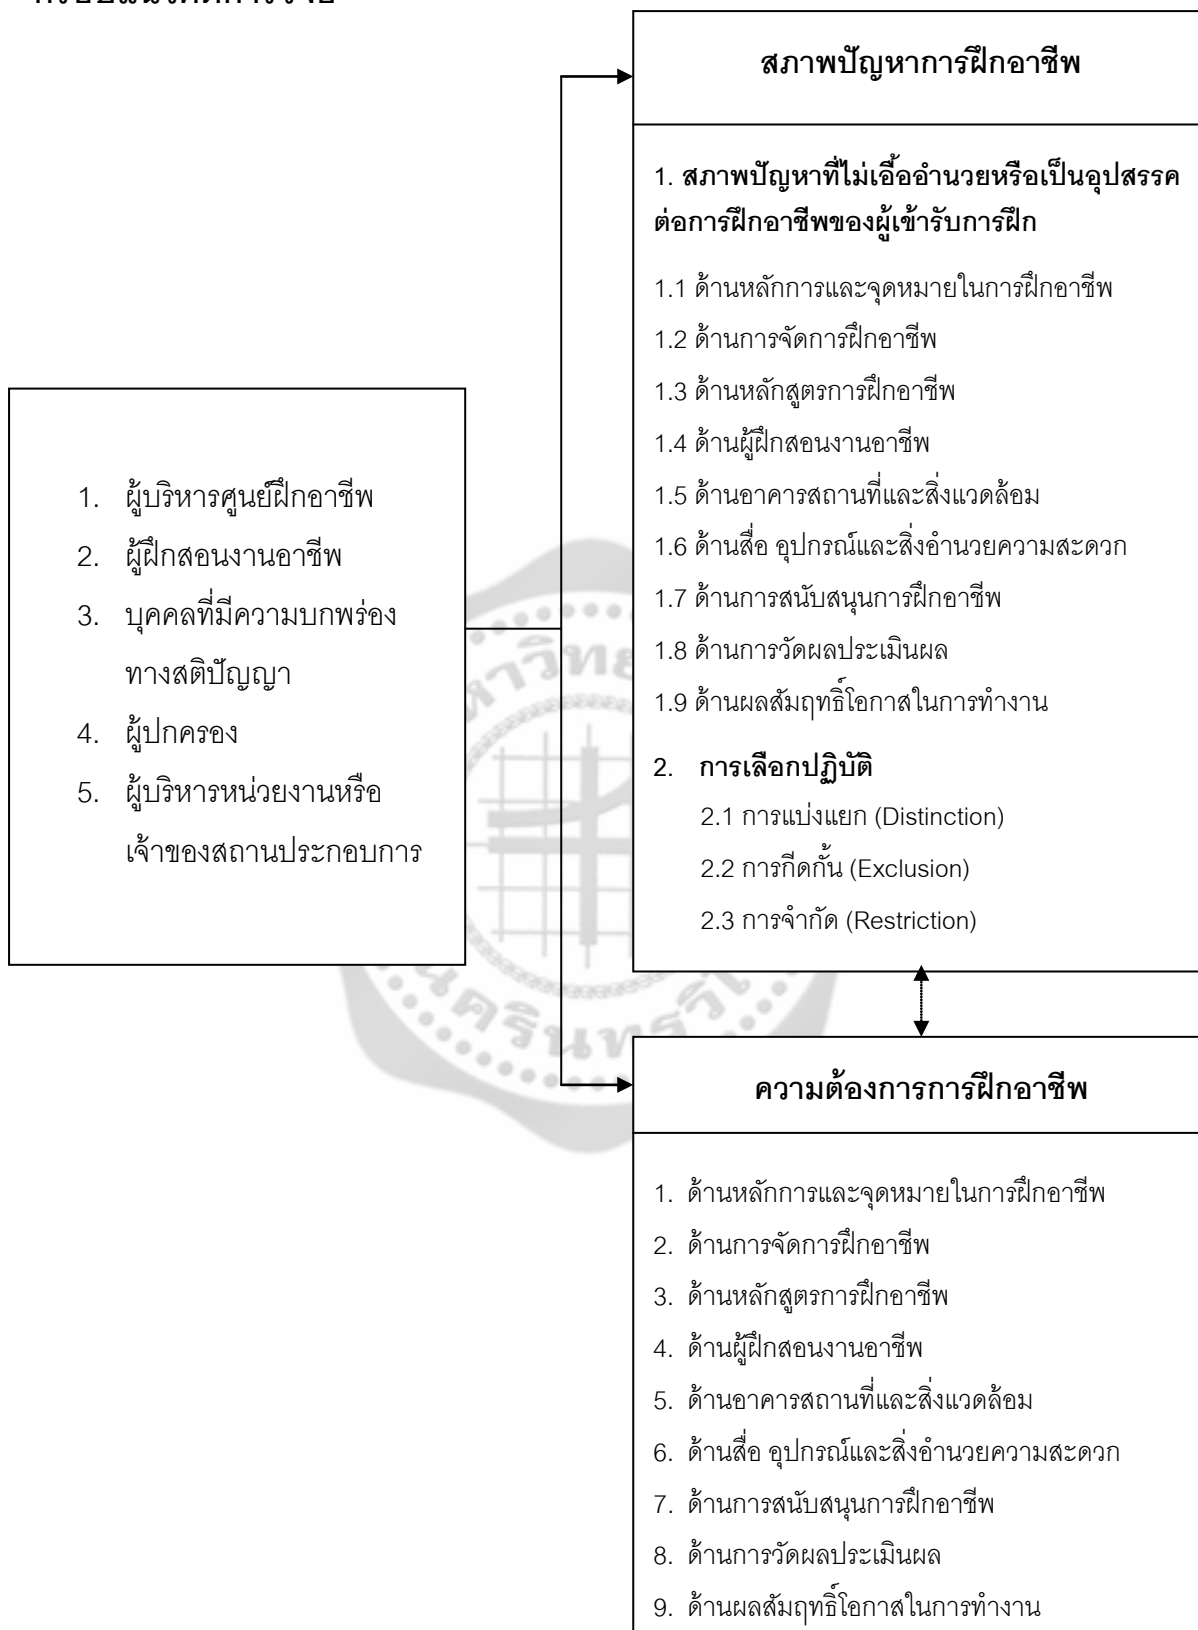 1. ผู้บริหารศูนย์ฝึกอาชีพ
2. ผู้ฝึกสอนงานอาชีพ
3. บุคคลที่มีความบกพร่อง
ทางสติปัญญา
4. ผู้ปกครอง
5. ผู้บริหารหน่วยงานหรือ
เจ้าของสถานประกอบการ
สภาพปัญหาการฝึกอาชีพ
1. สภาพปัญหาที่ไม่เอื้ออำนวยหรือเป็นอุปสรรค
ต่อการฝึกอาชีพของผู้เข้ารับการฝึก
1.1 ด้านหลักการและจุดหมายในการฝึกอาชีพ
1.2 ด้านการจัดการฝึกอาชีพ
1.3 ด้านหลักสูตรการฝึกอาชีพ
1.4 ด้านผู้ฝึกสอนงานอาชีพ
1.5 ด้านอาคารสถานที่และสิ่งแวดล้อม
1.6 ด้านสื่อ อุปกรณ์และสิ่งอำนวยความสะดวก
1.7 ด้านการสนับสนุนการฝึกอาชีพ
1.8 ด้านการวัดผลประเมินผล
1.9 ด้านผลสัมฤทธิ์โอกาสในการทำงาน
2. การเลือกปฏิบัติ
2.1 การแบ่งแยก (Distinction)
2.2 การกีดกั้น (Exclusion)
2.3 การจำกัด (Restriction)
ความต้องการการฝึกอาชีพ
1. ด้านหลักการและจุดหมายในการฝึกอาชีพ
2. ด้านการจัดการฝึกอาชีพ
3. ด้านหลักสูตรการฝึกอาชีพ
4. ด้านผู้ฝึกสอนงานอาชีพ
5. ด้านอาคารสถานที่และสิ่งแวดล้อม
6. ด้านสื่อ อุปกรณ์และสิ่งอำนวยความสะดวก
7. ด้านการสนับสนุนการฝึกอาชีพ
8. ด้านการวัดผลประเมินผล
9. ด้านผลสัมฤทธิ์โอกาสในการทำงาน